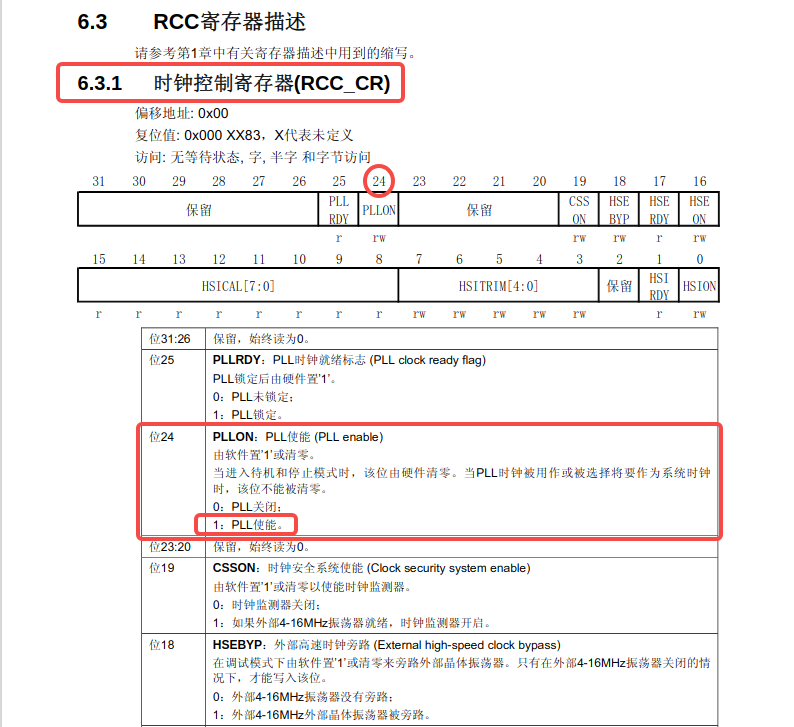 6.3 RCC寄存器描述
请参考第1章中有关寄存器描述中用到的缩写。
6.3.1 时钟控制寄存器(RCC_CR)
偏移地址: 0x00
复位值: 0x000 XX83，X代表未定义
访问: 无等待状态, 字, 半字 和字节访问
31 30 29 28 27 26 25 24 23 22 21 20 19 18 17 16
保留 PLL RDY PLLON 保留 CSS ON HSE BYP HSE RDY HSE ON
r rw rw rw r rw
15 14 13 12 11 10 9 8 7 6 5 4 3 2 1 0
HSICAL[7:0] HSITRIM[4:0] 保留 HSI RDY HSION
r r r r r r r r rw rw rw rw rw r rw
位31:26 保留，始终读为0。
位25 PLLRDY：PLL时钟就绪标志 (PLL clock ready flag)
PLL锁定后由硬件置’1’。
0：PLL未锁定；
1：PLL锁定。
位24 PLLON：PLL使能 (PLL enable)
由软件置’1’或清零。
当进入待机和停止模式时，该位由硬件清零。当PLL时钟被用作或被选择将要作为系统时钟
时，该位不能被清零。
0：PLL关闭；
1：PLL使能。
位23:20 保留，始终读为0。
位19 CSSON：时钟安全系统使能 (Clock security system enable)
由软件置’1’或清零以使能时钟监测器。
0：时钟监测器关闭；
1：如果外部4-16MHz振荡器就绪，时钟监测器开启。
位18 HSEBYP：外部高速时钟旁路 (External high-speed clock bypass)
在调试模式下由软件置’1’或清零来旁路外部晶体振荡器。只有在外部4-16MHz振荡器关闭的情
况下，才能写入该位。
0：外部4-16MHz振荡器没有旁路；
1：外部4-16MHz外部晶体振荡器被旁路。